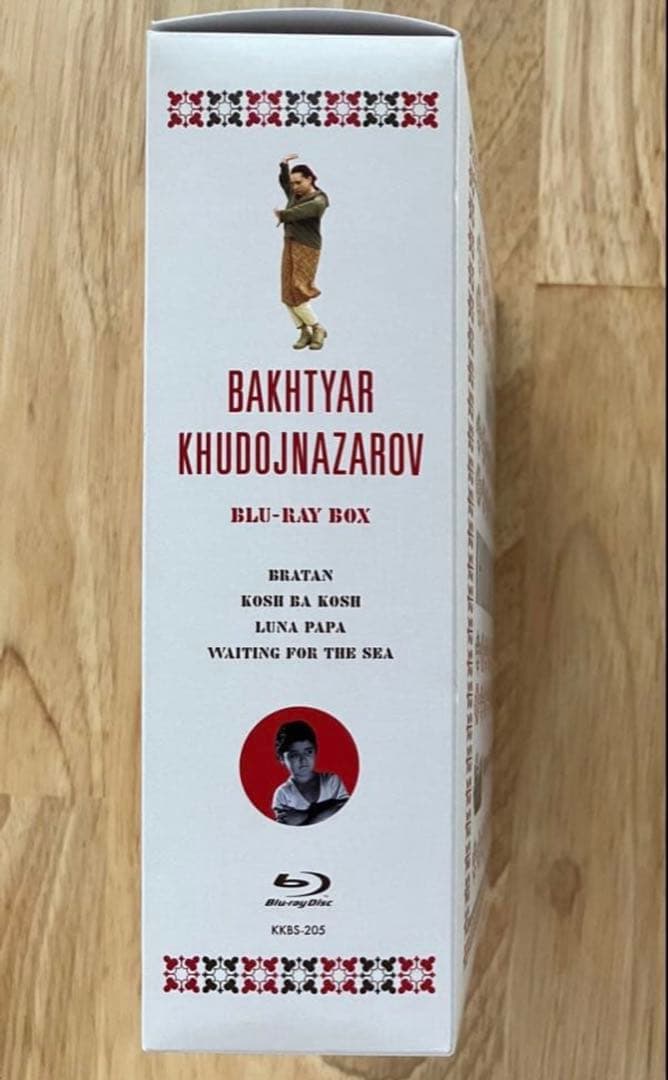 BAKHTYAR
KHUDOJNAZAROV
BLU-RAY BOX
BRATAN
KOSH BA KOSH
LUNA PAPA
WAITING FOR THE SEA
Blu-ray Disc
KKBS-205